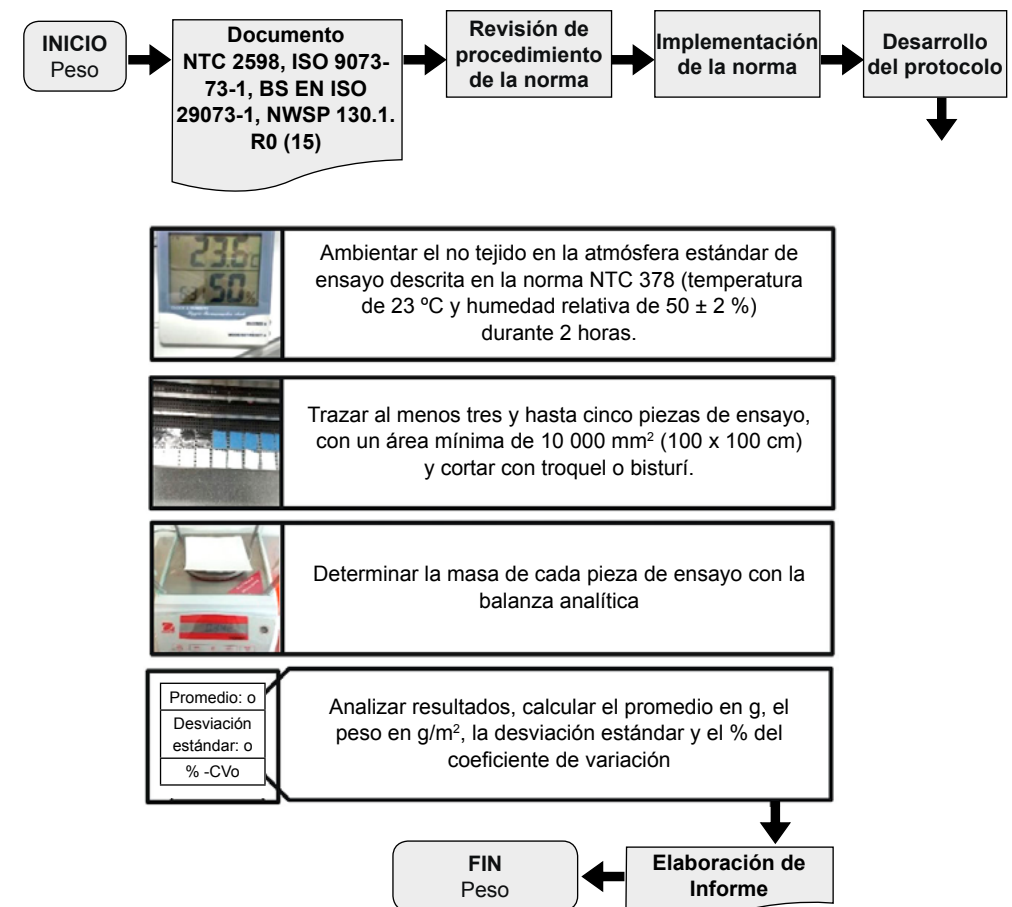 INICIO
Peso
Documento
NTC 2598, ISO 9073-
73-1, BS EN ISO
29073-1, NWSP 130.1.
R0 (15)
Revisión de
procedimiento
de la norma
Implementación
de la norma
Desarrollo
del protocolo
23.6
50
Ambientar el no tejido en la atmósfera estándar de
ensayo descrita en la norma NTC 378 (temperatura
de 23 ºC y humedad relativa de 50 ± 2 %)
durante 2 horas.
Trazar al menos tres y hasta cinco piezas de ensayo,
con un área mínima de 10 000 mm² (100 x 100 cm)
y cortar con troquel o bisturí.
Determinar la masa de cada pieza de ensayo con la
balanza analítica
Promedio: o
Desviación
estándar: o
% -CVo
Analizar resultados, calcular el promedio en g, el
peso en g/m², la desviación estándar y el % del
coeficiente de variación
FIN
Peso
Elaboración de
Informe